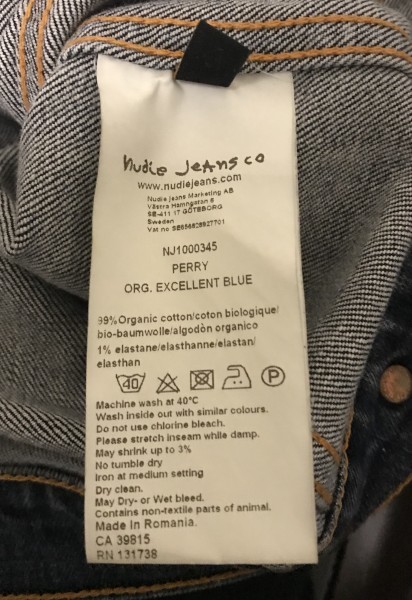 nudie jeans co
www.nudiejeans.com
Nudie Jeans Marketing AB
Västra Hamngatan 6
SE-411 17 GÖTEBORG
Sweden
Vat no
NJ1000345
PERRY
ORG. EXCELLENT BLUE
99% Organic cotton/coton biologique/
bio-baumwolle/algodòn organico
1% elastane/elasthanne/elastan/
elasthan
40 P
Machine wash at 40°C
Wash inside out with similar colours.
Do not use chlorine bleach.
Please stretch inseam while damp.
May shrink up to 3%
No tumble dry
Iron at medium setting
Dry clean.
May Dry- or Wet bleed.
Contains non-textile parts of animal.
Made in Romania.
CA 39815
RN 131738